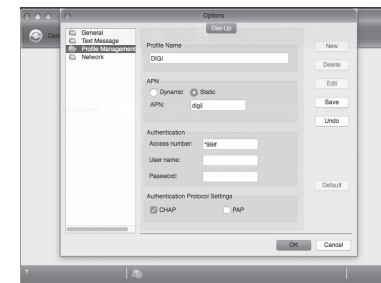 Options
General
Text Message
Profile Management
Network
Dial-Up
Profile Name
DIGI
APN
Dynamic
Static
APN:
digi
Authentication
Access number:
*99#
User name:
Password:
Authentication Protocol Settings
CHAP
PAP
New
Delete
Edit
Save
Undo
Default
OK
Cancel